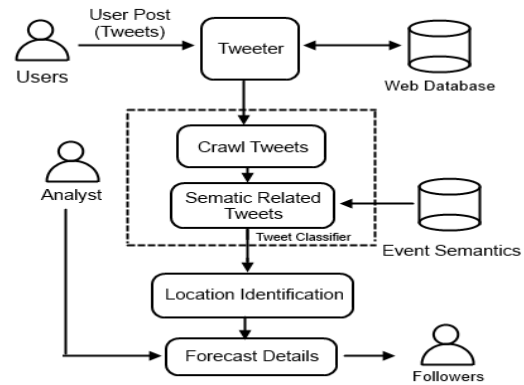 User Post
(Tweets)
Tweeter
Users
Web Database
Crawl Tweets
Analyst
Sematic Related
Tweets
Tweet Classifier
Event Semantics
Location Identification
Forecast Details
Followers